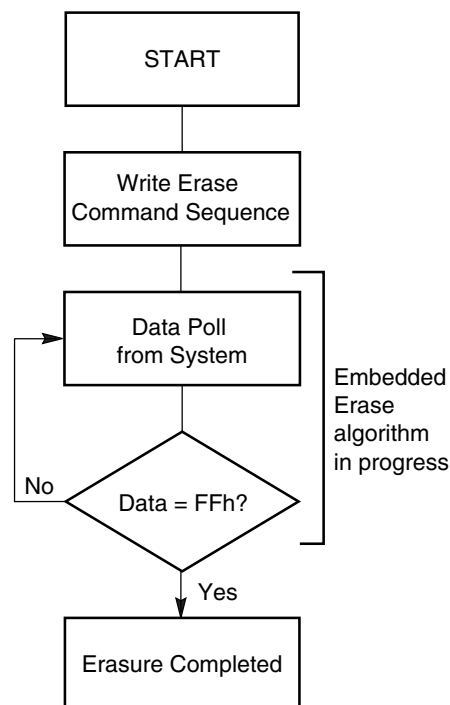 START
Write Erase
Command Sequence
Data Poll
from System
Embedded
Erase
algorithm
in progress
No
Data = FFh?
Yes
Erasure Completed